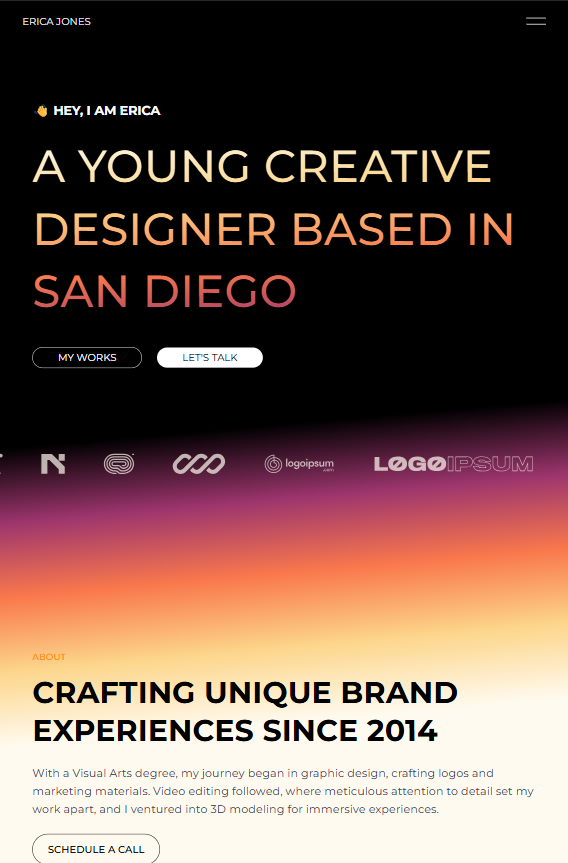 ERICA JONES
👋 HEY, I AM ERICA
A YOUNG CREATIVE
DESIGNER BASED IN
SAN DIEGO
MY WORKS
LET'S TALK
logoipsum
.com
LOGOIPSUM
ABOUT
CRAFTING UNIQUE BRAND
EXPERIENCES SINCE 2014
With a Visual Arts degree, my journey began in graphic design, crafting logos and
marketing materials. Video editing followed, where meticulous attention to detail set my
work apart, and I ventured into 3D modeling for immersive experiences.
SCHEDULE A CALL